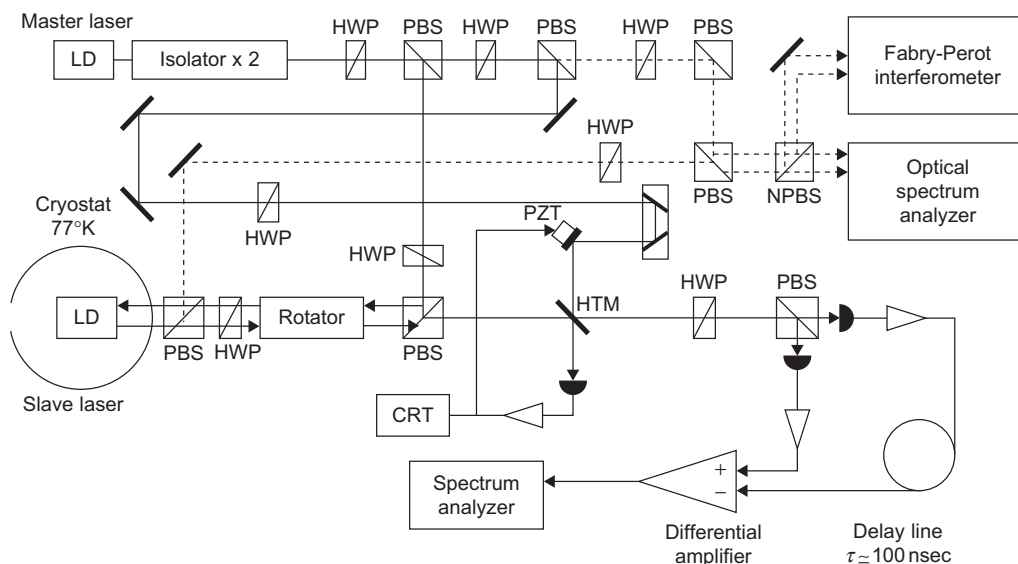 Master laser
LD
Isolator x 2
HWP
PBS
HWP
PBS
HWP
PBS
Fabry-Perot
interferometer
HWP
PBS
NPBS
Optical
spectrum
analyzer
Cryostat
77°K
HWP
PZT
HWP
LD
PBS
HWP
Rotator
PBS
HTM
HWP
PBS
Slave laser
CRT
Spectrum
analyzer
+
−
Differential
amplifier
Delay line
τ ≃ 100 nsec